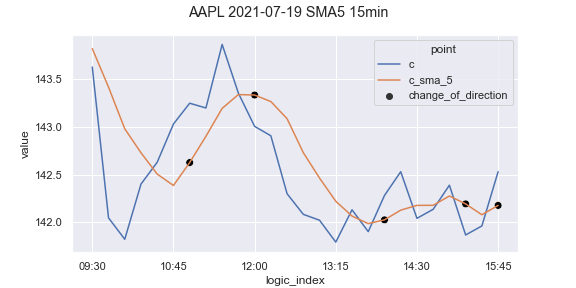 AAPL 2021-07-19 SMA5 15min
point
c
c_sma_5
change_of_direction
value
143.5
143.0
142.5
142.0
09:30 10:45 12:00 13:15 14:30 15:45
logic_index